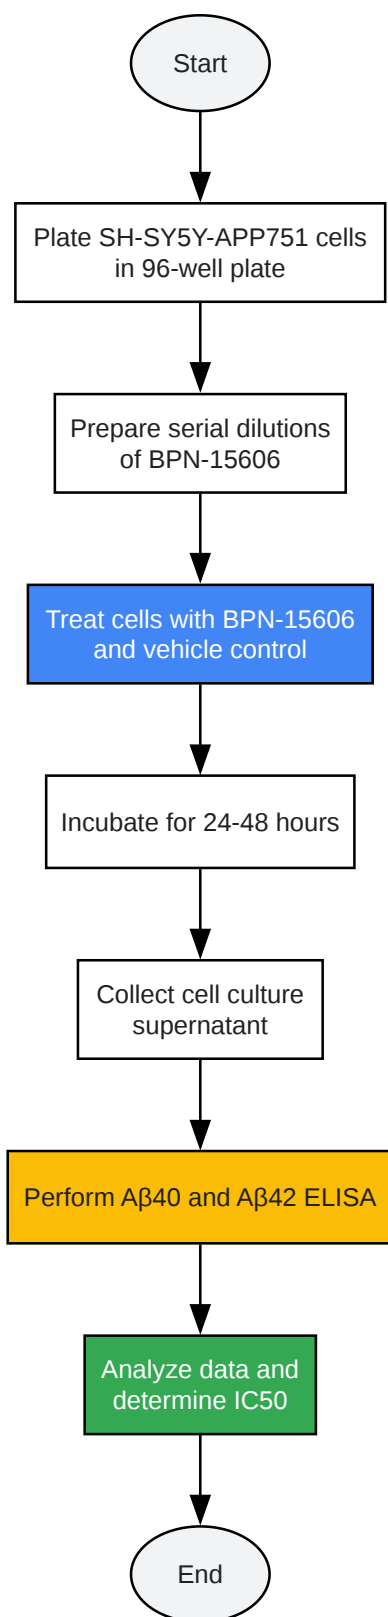 Start
Plate SH-SY5Y-APP751 cells
in 96-well plate
Prepare serial dilutions
of BPN-15606
Treat cells with BPN-15606
and vehicle control
Incubate for 24-48 hours
Collect cell culture
supernatant
Perform Aβ40 and Aβ42 ELISA
Analyze data and
determine IC50
End